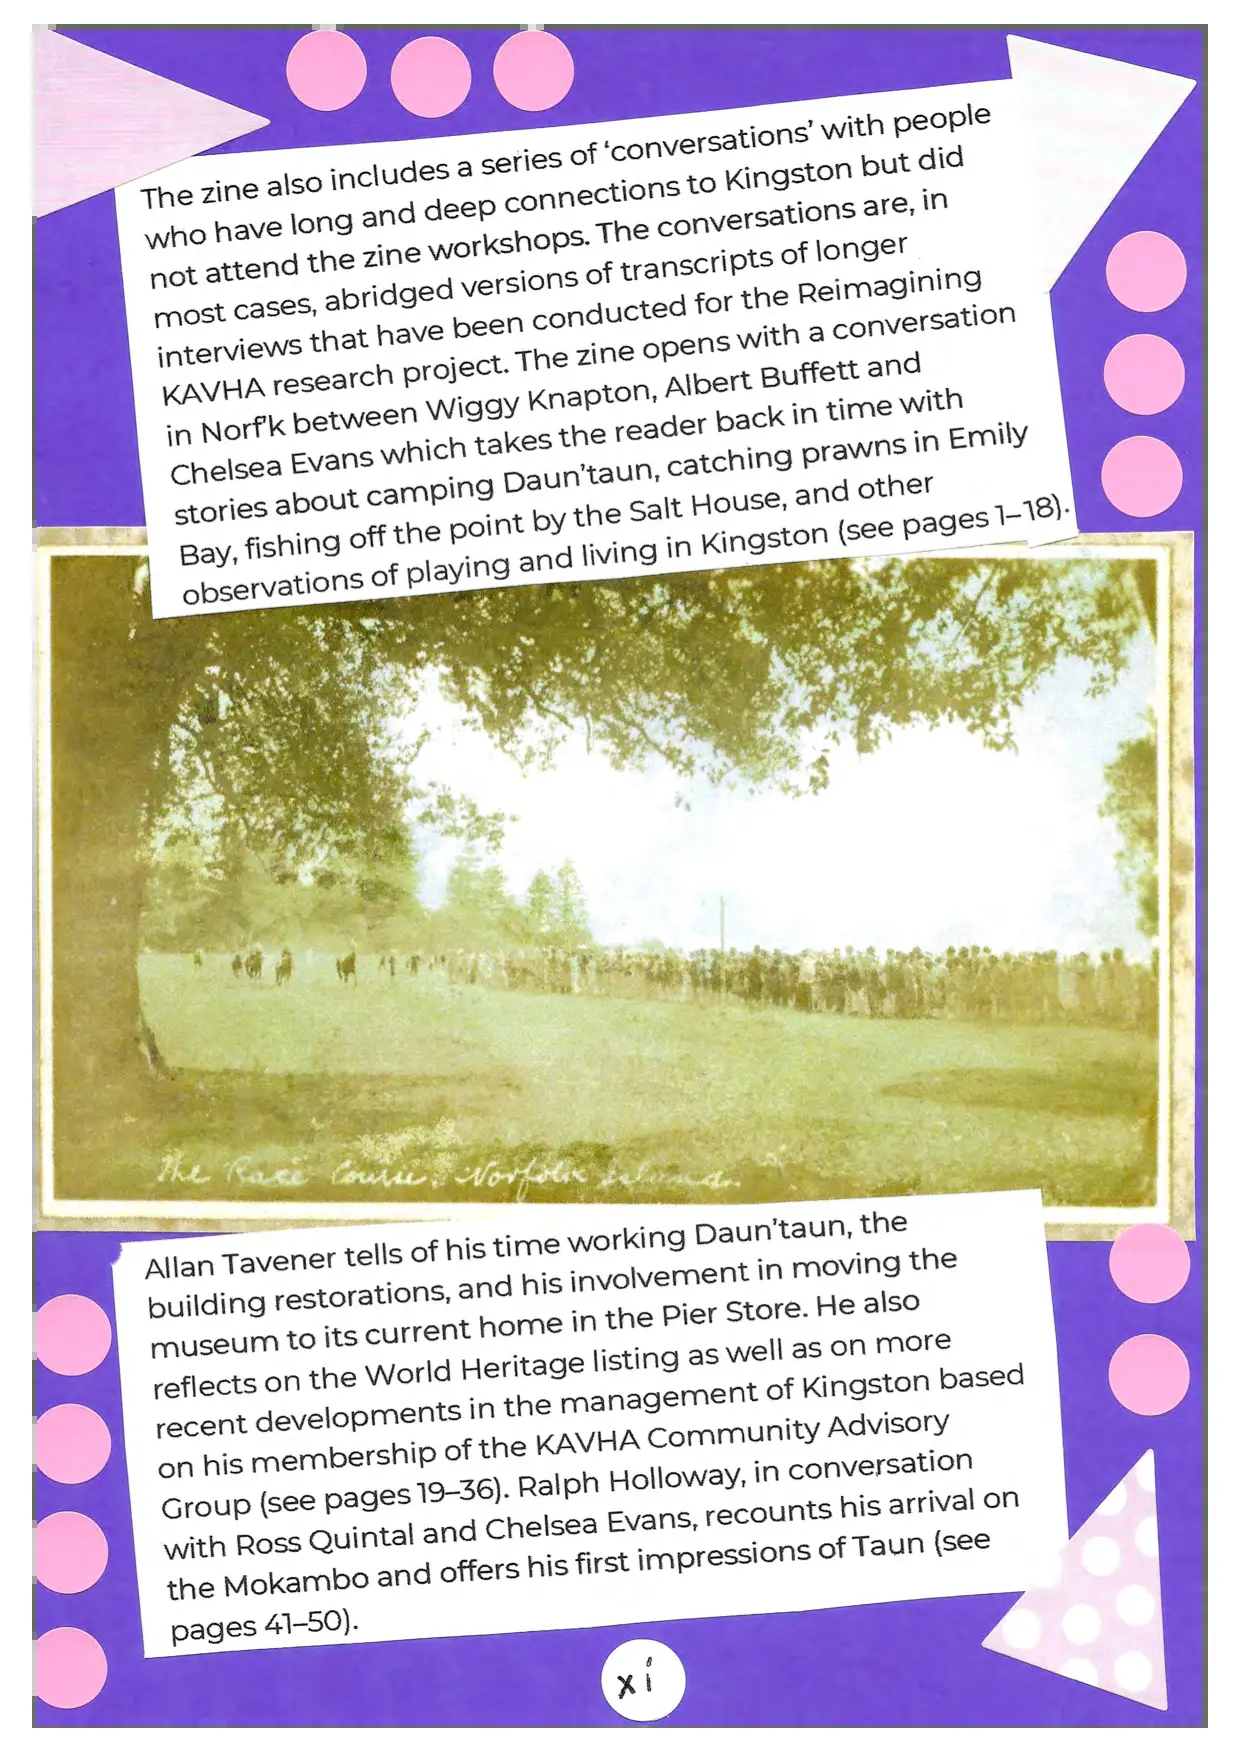 The zine also includes a series of ‘conversations’ with people
who have long and deep connections to Kingston but did
not attend the zine workshops. The conversations are, in
most cases, abridged versions of transcripts of longer
interviews that have been conducted for the Reimagining
KAVHA research project. The zine opens with a conversation
in Norf'k between Wiggy Knapton, Albert Buffett and
Chelsea Evans which takes the reader back in time with
stories about camping Daun’taun, catching prawns in Emily
Bay, fishing off the point by the Salt House, and other
observations of playing and living in Kingston (see pages 1–18).
The Race Course. Norfolk Island.
Allan Tavener tells of his time working Daun’taun, the
building restorations, and his involvement in moving the
museum to its current home in the Pier Store. He also
reflects on the World Heritage listing as well as on more
recent developments in the management of Kingston based
on his membership of the KAVHA Community Advisory
Group (see pages 19–36). Ralph Holloway, in conversation
with Ross Quintal and Chelsea Evans, recounts his arrival on
the Mokambo and offers his first impressions of Taun (see
pages 41–50).
xi